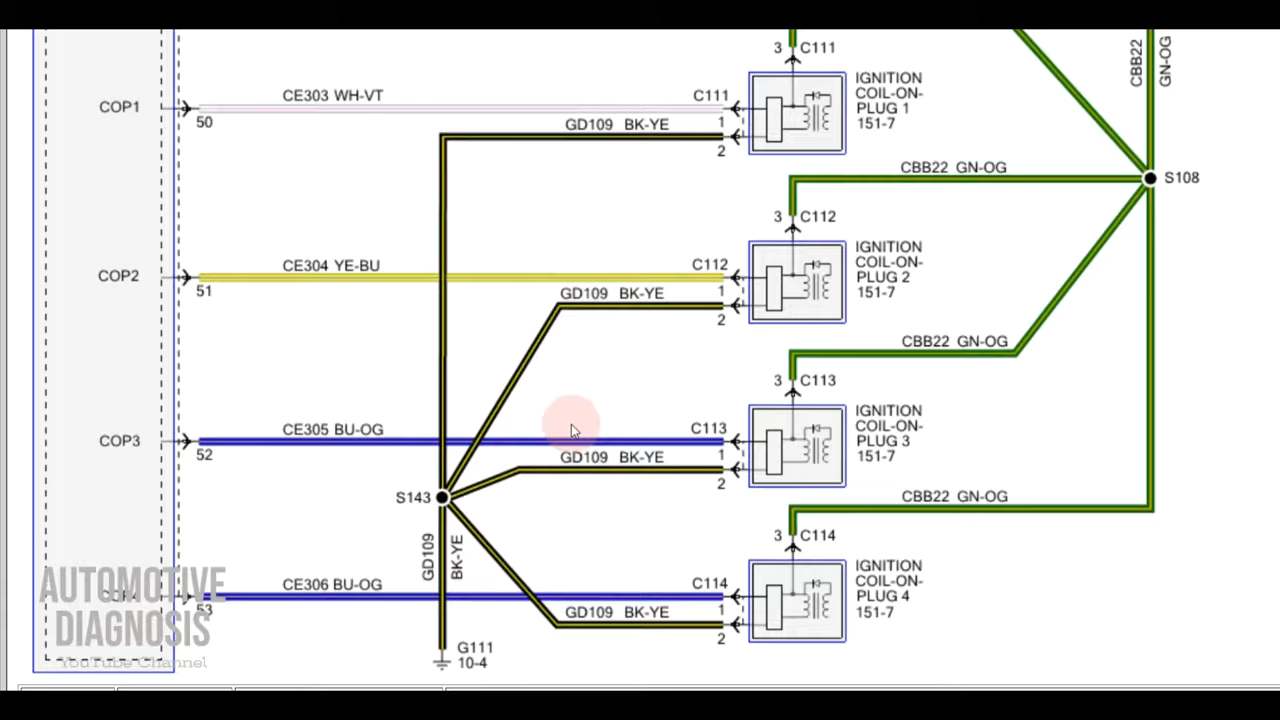 CBB22
GN-OG
3 C111
IGNITION
COIL-ON-
PLUG 1
151-7
COP1
CE303 WH-VT
C111
50
1
GD109 BK-YE
2
CBB22 GN-OG
S108
3 C112
IGNITION
COIL-ON-
PLUG 2
151-7
COP2
CE304 YE-BU
C112
51
1
GD109 BK-YE
2
CBB22 GN-OG
3 C113
IGNITION
COIL-ON-
PLUG 3
151-7
COP3
CE305 BU-OG
C113
52
1
GD109 BK-YE
2
S143
CBB22 GN-OG
3 C114
GD109
BK-YE
IGNITION
COIL-ON-
PLUG 4
151-7
CE306 BU-OG
C114
53
1
GD109 BK-YE
2
G111
10-4
AUTOMOTIVE
DIAGNOSIS
YouTube Channel